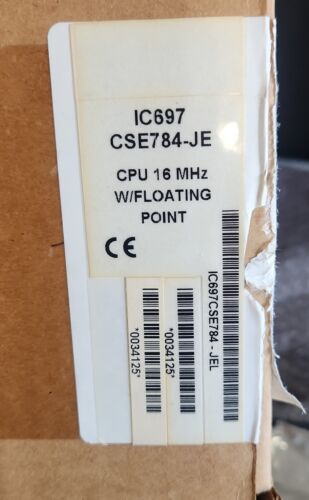 IC697
CSE784-JE
CPU 16 MHz
W/FLOATING
POINT
CE
IC697CSE784 - JEL
*0034125*
*0034125*